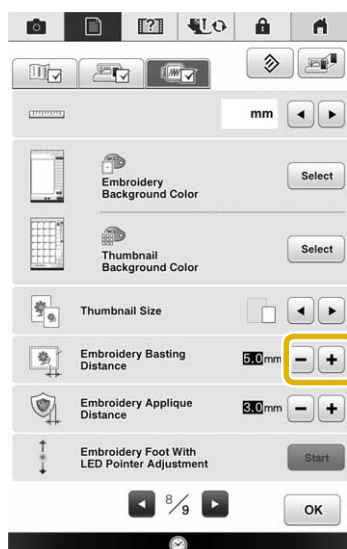 mm
Embroidery
Background Color
Select
Thumbnail
Background Color
Select
Thumbnail Size
Embroidery Basting
Distance
5.0mm
- +
Embroidery Applique
Distance
3.0mm
- +
Embroidery Foot With
LED Pointer Adjustment
Start
8/9
OK